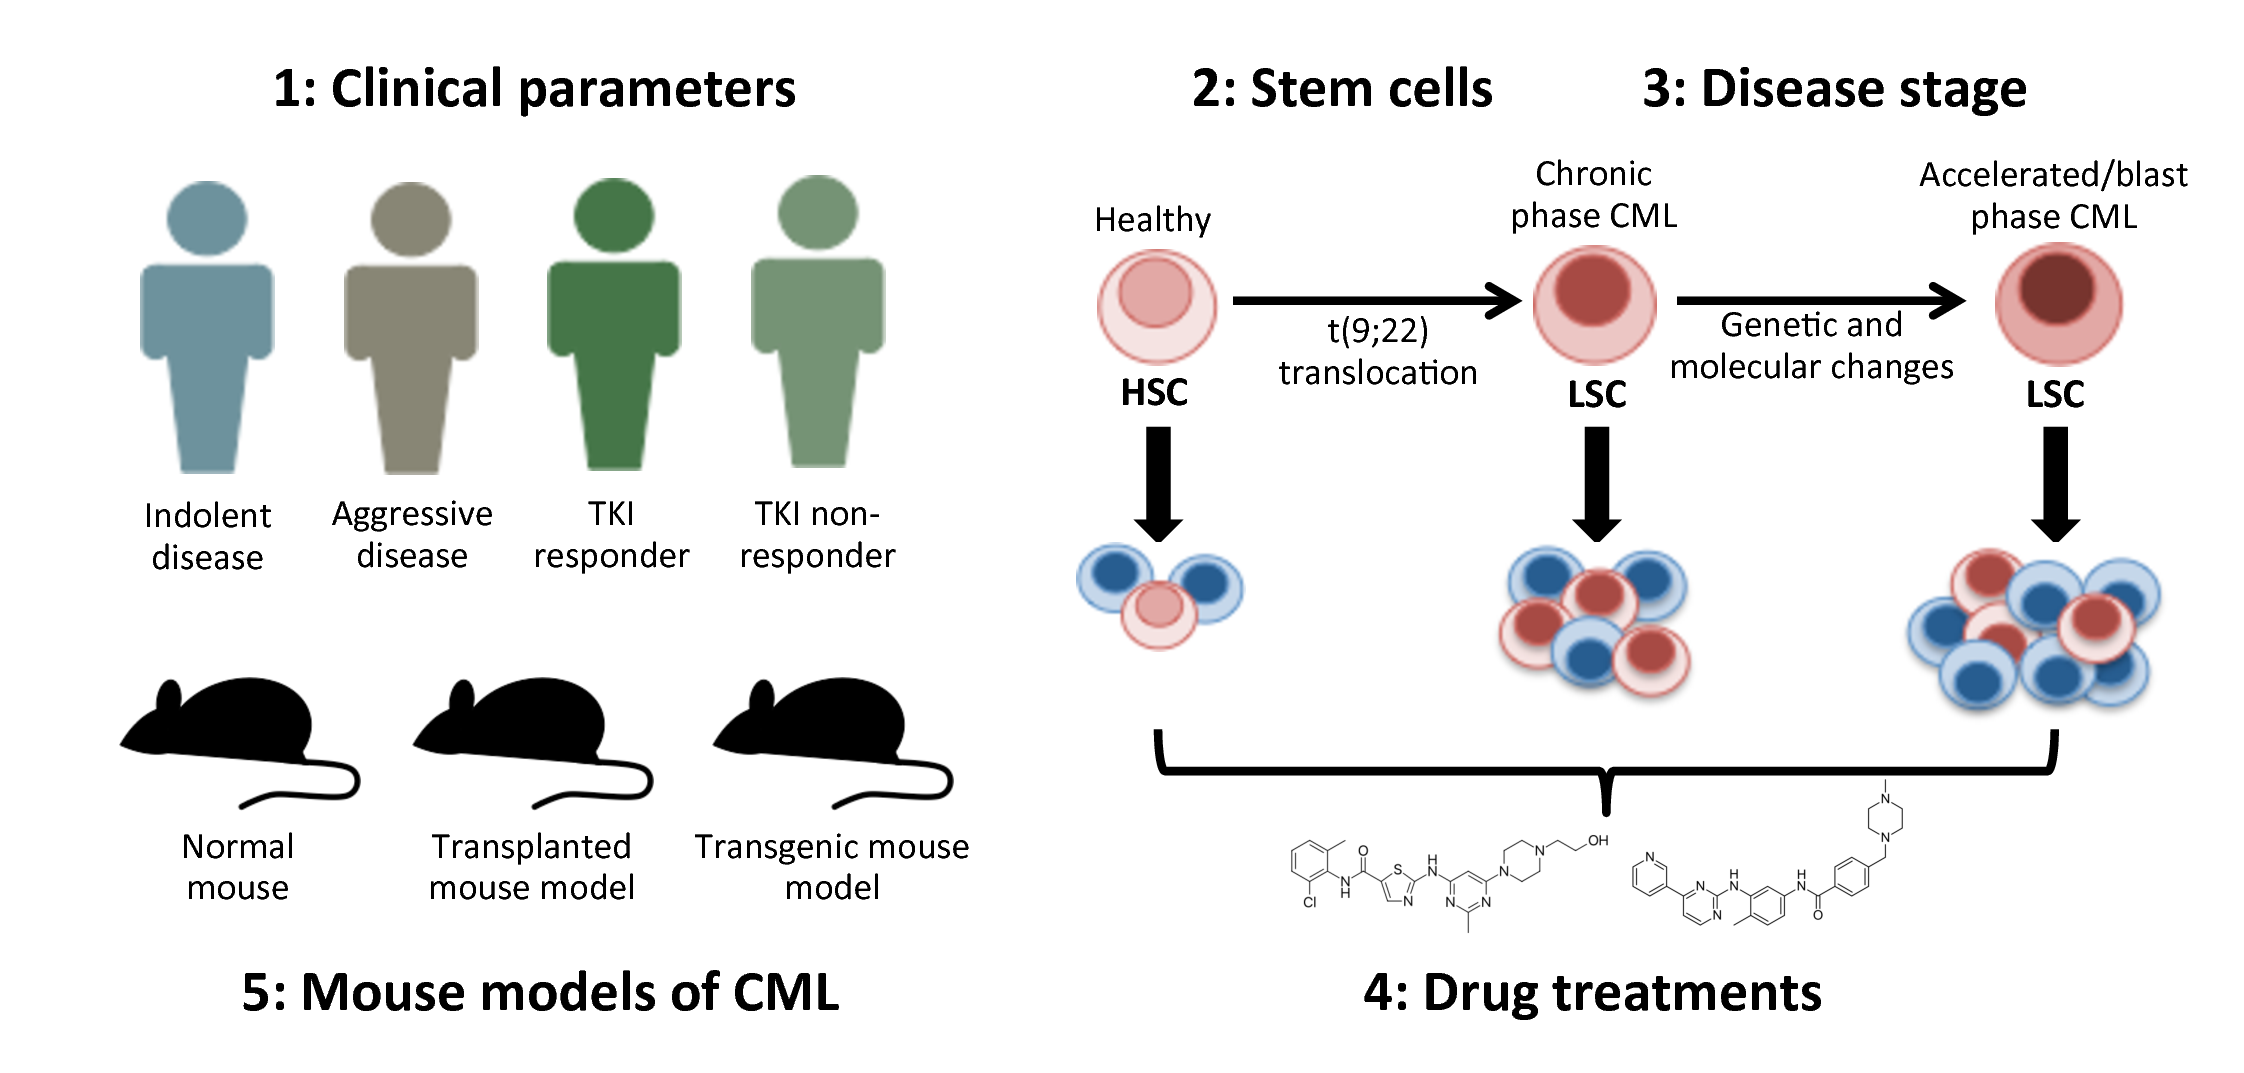 1: Clinical parameters
2: Stem cells
3: Disease stage
Indolent
disease
Aggressive
disease
TKI
responder
TKI non-
responder
Healthy
HSC
t(9;22)
translocation
Chronic
phase CML
LSC
Genetic and
molecular changes
Accelerated/blast
phase CML
LSC
Normal
mouse
Transplanted
mouse model
Transgenic mouse
model
5: Mouse models of CML
O
N
H
Cl
S
N
H
N
N
N
N
N
OH
N
N
N
H
N
H
N
O
N
N
4: Drug treatments